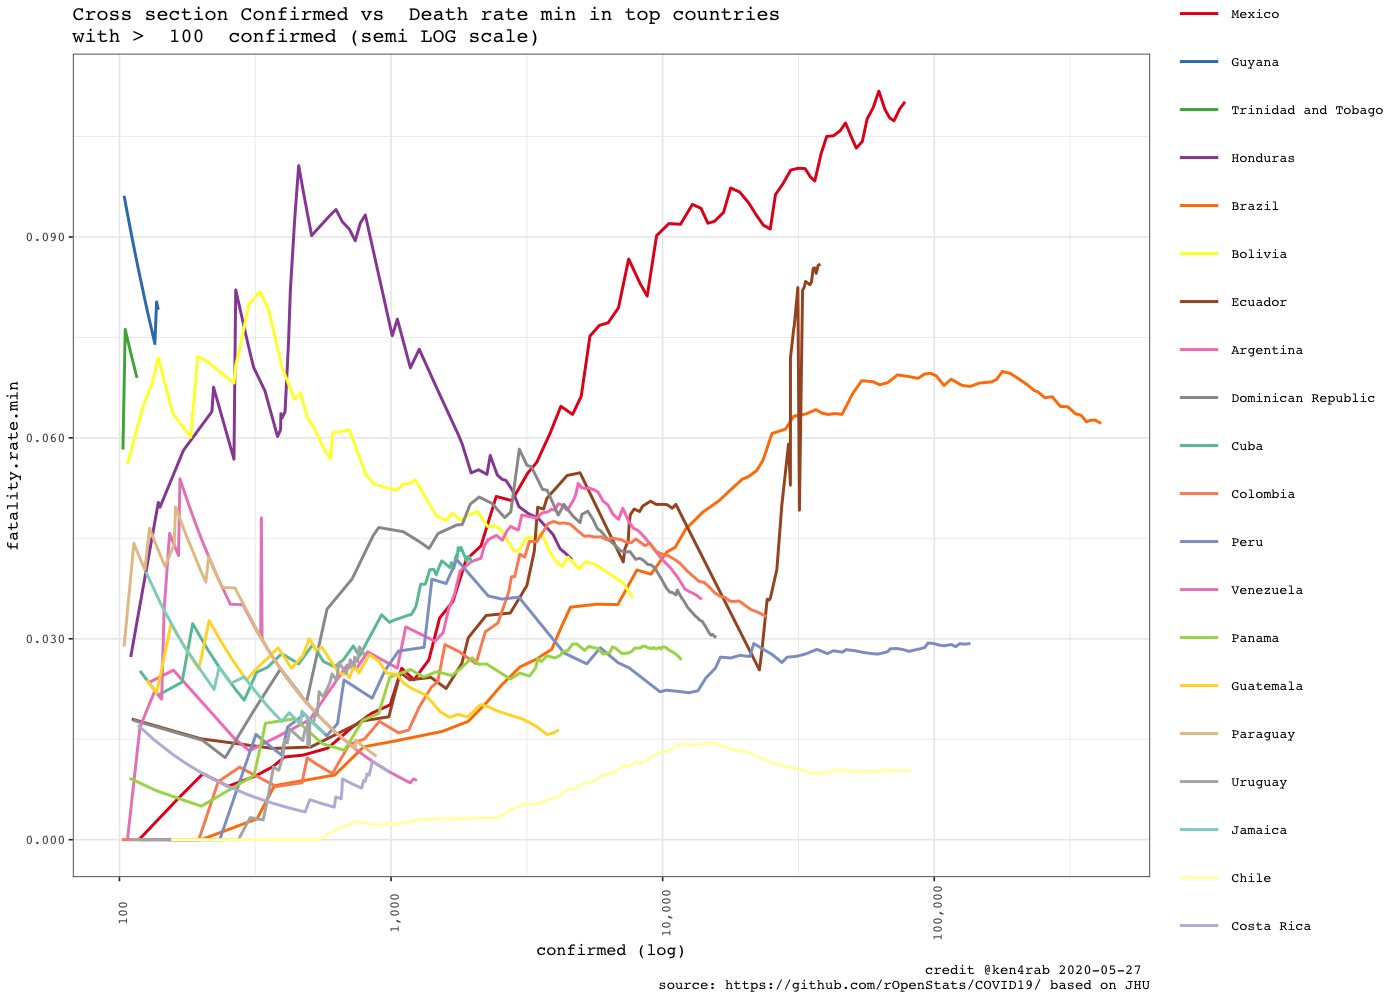 Cross section Confirmed vs  Death rate min in top countries
with >  100  confirmed (semi LOG scale)
fatality.rate.min
0.090
0.060
0.030
0.000
100
1,000
10,000
100,000
confirmed (log)
Mexico
Guyana
Trinidad and Tobago
Honduras
Brazil
Bolivia
Ecuador
Argentina
Dominican Republic
Cuba
Colombia
Peru
Venezuela
Panama
Guatemala
Paraguay
Uruguay
Jamaica
Chile
Costa Rica
credit @ken4rab 2020-05-27
source: https://github.com/rOpenStats/COVID19/ based on JHU